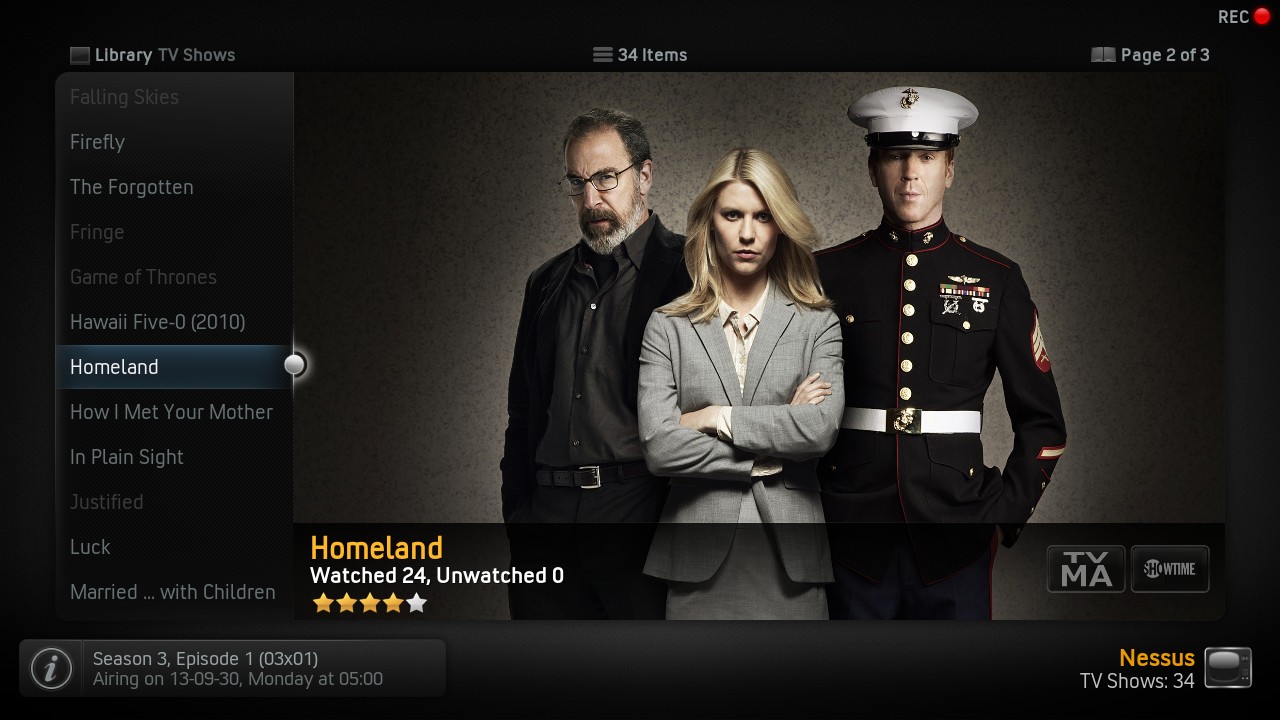 REC
Library TV Shows
34 Items
Page 2 of 3
Falling Skies
Firefly
The Forgotten
Fringe
Game of Thrones
Hawaii Five-0 (2010)
Homeland
How I Met Your Mother
In Plain Sight
Justified
Luck
Married ... with Children
Homeland
Watched 24, Unwatched 0
TV
MA
SHOWTIME
i
Season 3, Episode 1 (03x01)
Airing on 13-09-30, Monday at 05:00
Nessus
TV Shows: 34